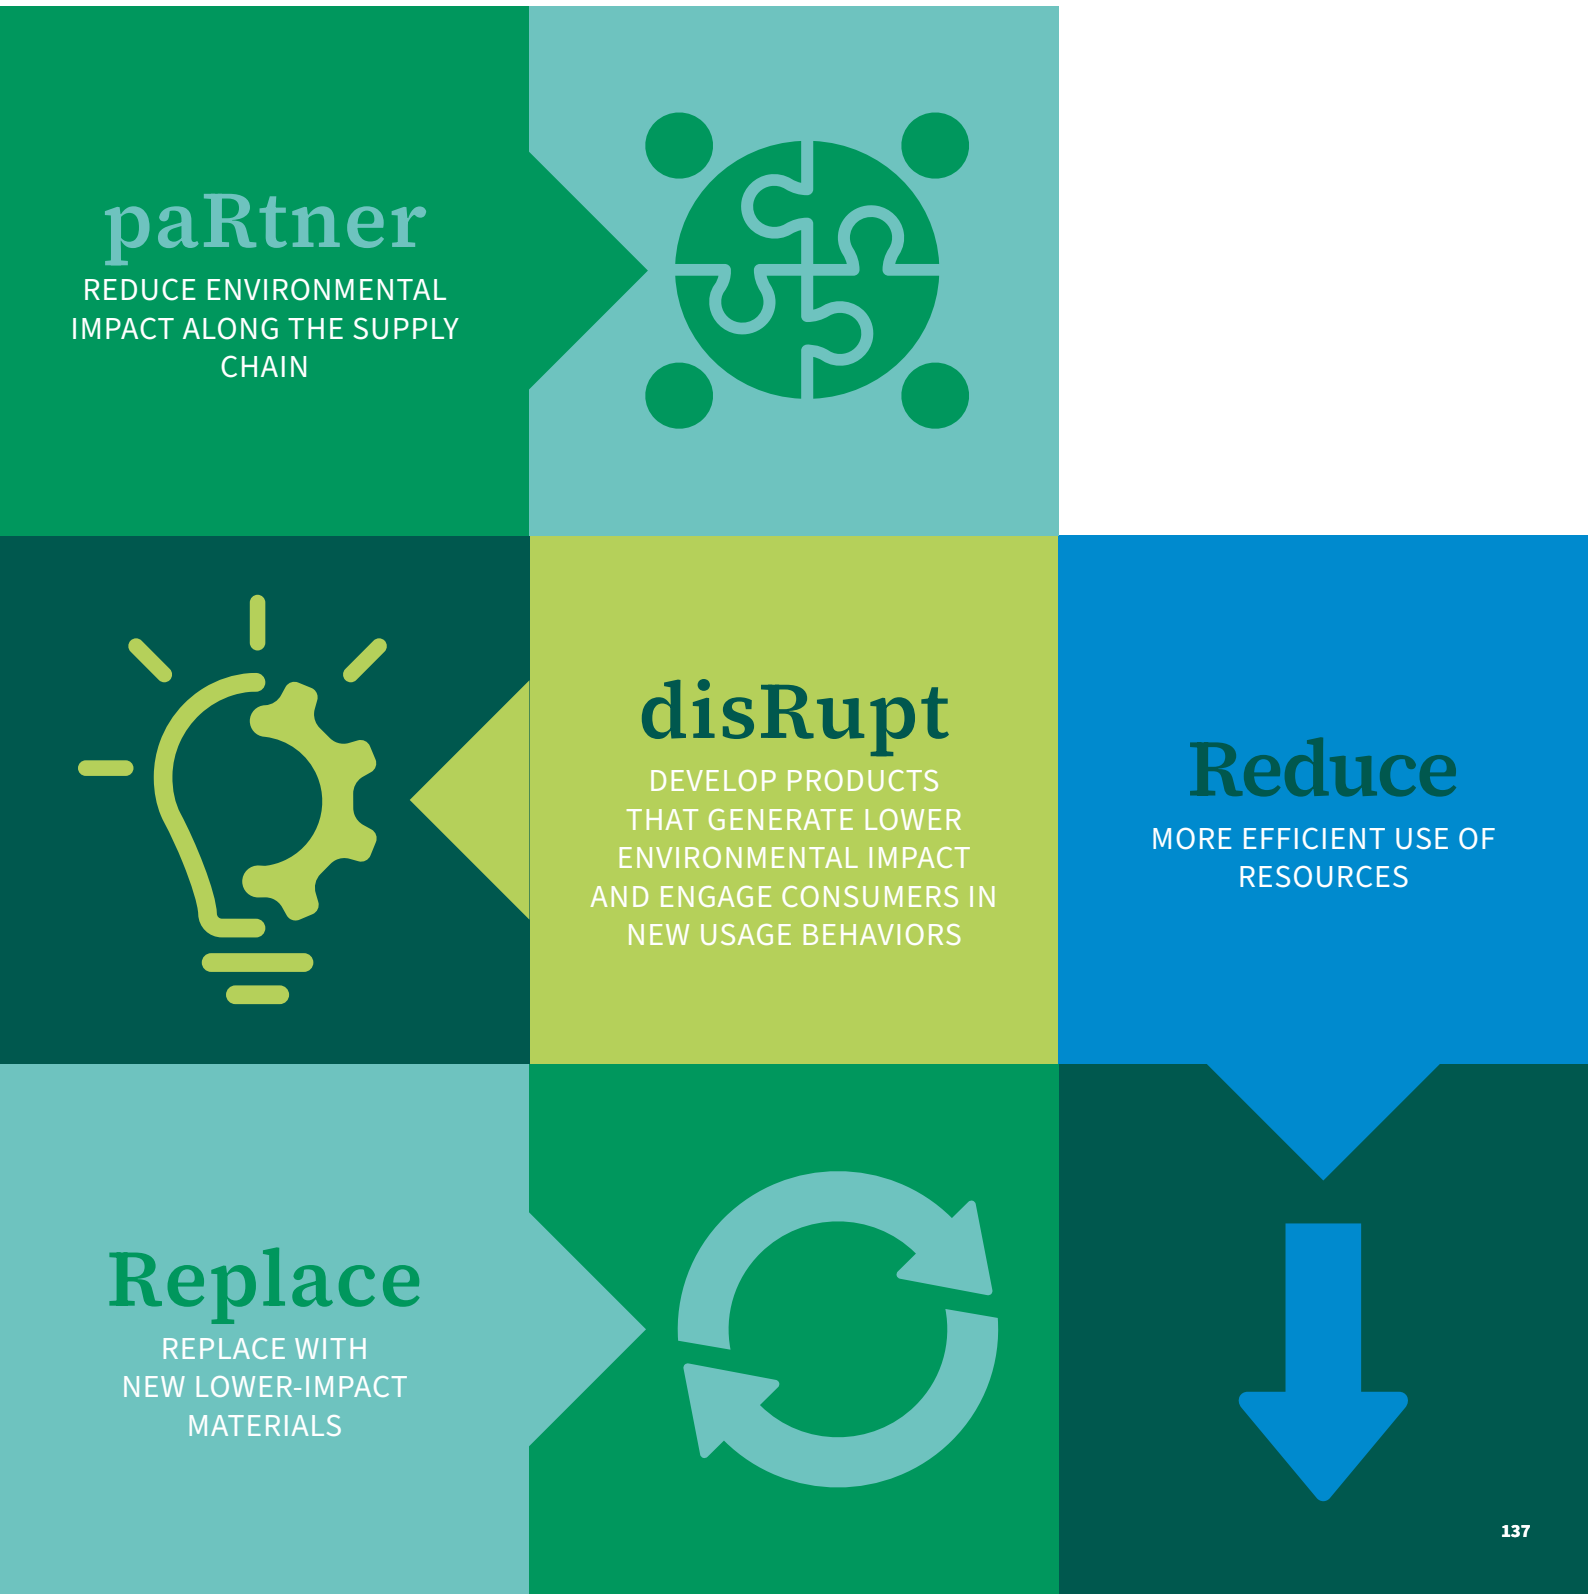 paRtner
REDUCE ENVIRONMENTAL
IMPACT ALONG THE SUPPLY
CHAIN
disRupt
DEVELOP PRODUCTS
THAT GENERATE LOWER
ENVIRONMENTAL IMPACT
AND ENGAGE CONSUMERS IN
NEW USAGE BEHAVIORS
Reduce
MORE EFFICIENT USE OF
RESOURCES
Replace
REPLACE WITH
NEW LOWER-IMPACT
MATERIALS
137